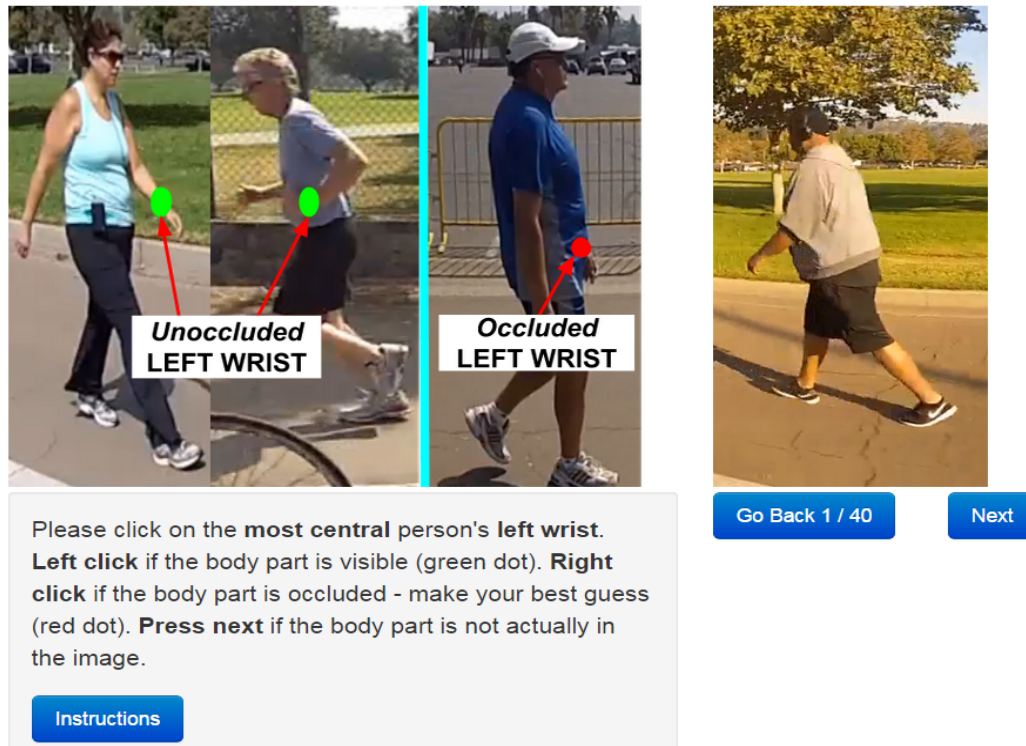 Unoccluded
LEFT WRIST
Occluded
LEFT WRIST
Please click on the most central person's left wrist.
Left click if the body part is visible (green dot). Right
click if the body part is occluded - make your best guess
(red dot). Press next if the body part is not actually in
the image.
Instructions
Go Back 1 / 40
Next